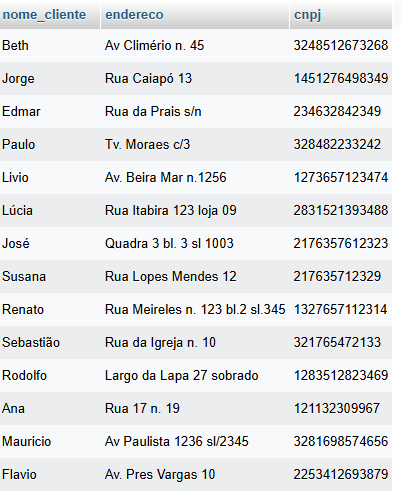 nome_cliente endereco cnpj
Beth Av Climério n. 45 3248512673268
Jorge Rua Caiapó 13 1451276498349
Edmar Rua da Prais s/n 234632842349
Paulo Tv. Moraes c/3 328482233242
Livio Av. Beira Mar n.1256 1273657123474
Lúcia Rua Itabira 123 loja 09 2831521393488
José Quadra 3 bl. 3 sl 1003 2176357612323
Susana Rua Lopes Mendes 12 217635712329
Renato Rua Meireles n. 123 bl.2 sl.345 1327657112314
Sebastião Rua da Igreja n. 10 321765472133
Rodolfo Largo da Lapa 27 sobrado 1283512823469
Ana Rua 17 n. 19 121132309967
Mauricio Av Paulista 1236 sl/2345 3281698574656
Flavio Av. Pres Vargas 10 2253412693879